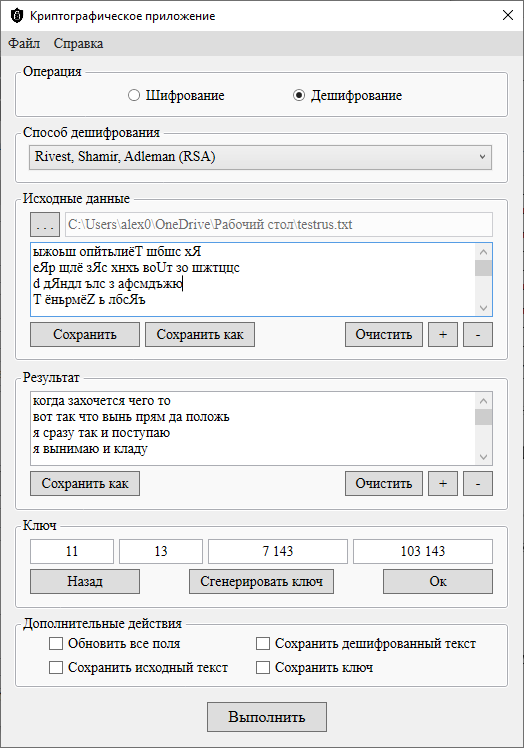 Криптографическое приложение
Файл Справка
Операция
Шифрование Дешифрование
Способ дешифрования
Rivest, Shamir, Adleman (RSA)
Исходные данные
. . . C:\Users\alex0\OneDrive\Рабочий стол\testrus.txt
ыжоьш опйтьлиёТ шбшс хЯ
еЯр щлё зЯс хнхъ воUт зо шжтццс
d дЯндл ълс з афсмдъжю
Т ёньрмёZ ь лбсЯъ
Сохранить Сохранить как Очистить + -
Результат
когда захочется чего то
вот так что вынь прям да положь
я сразу так и поступаю
я вынимаю и кладу
Сохранить как Очистить + -
Ключ
11 13 7 143 103 143
Назад Сгенерировать ключ Ок
Дополнительные действия
Обновить все поля Сохранить дешифрованный текст
Сохранить исходный текст Сохранить ключ
Выполнить